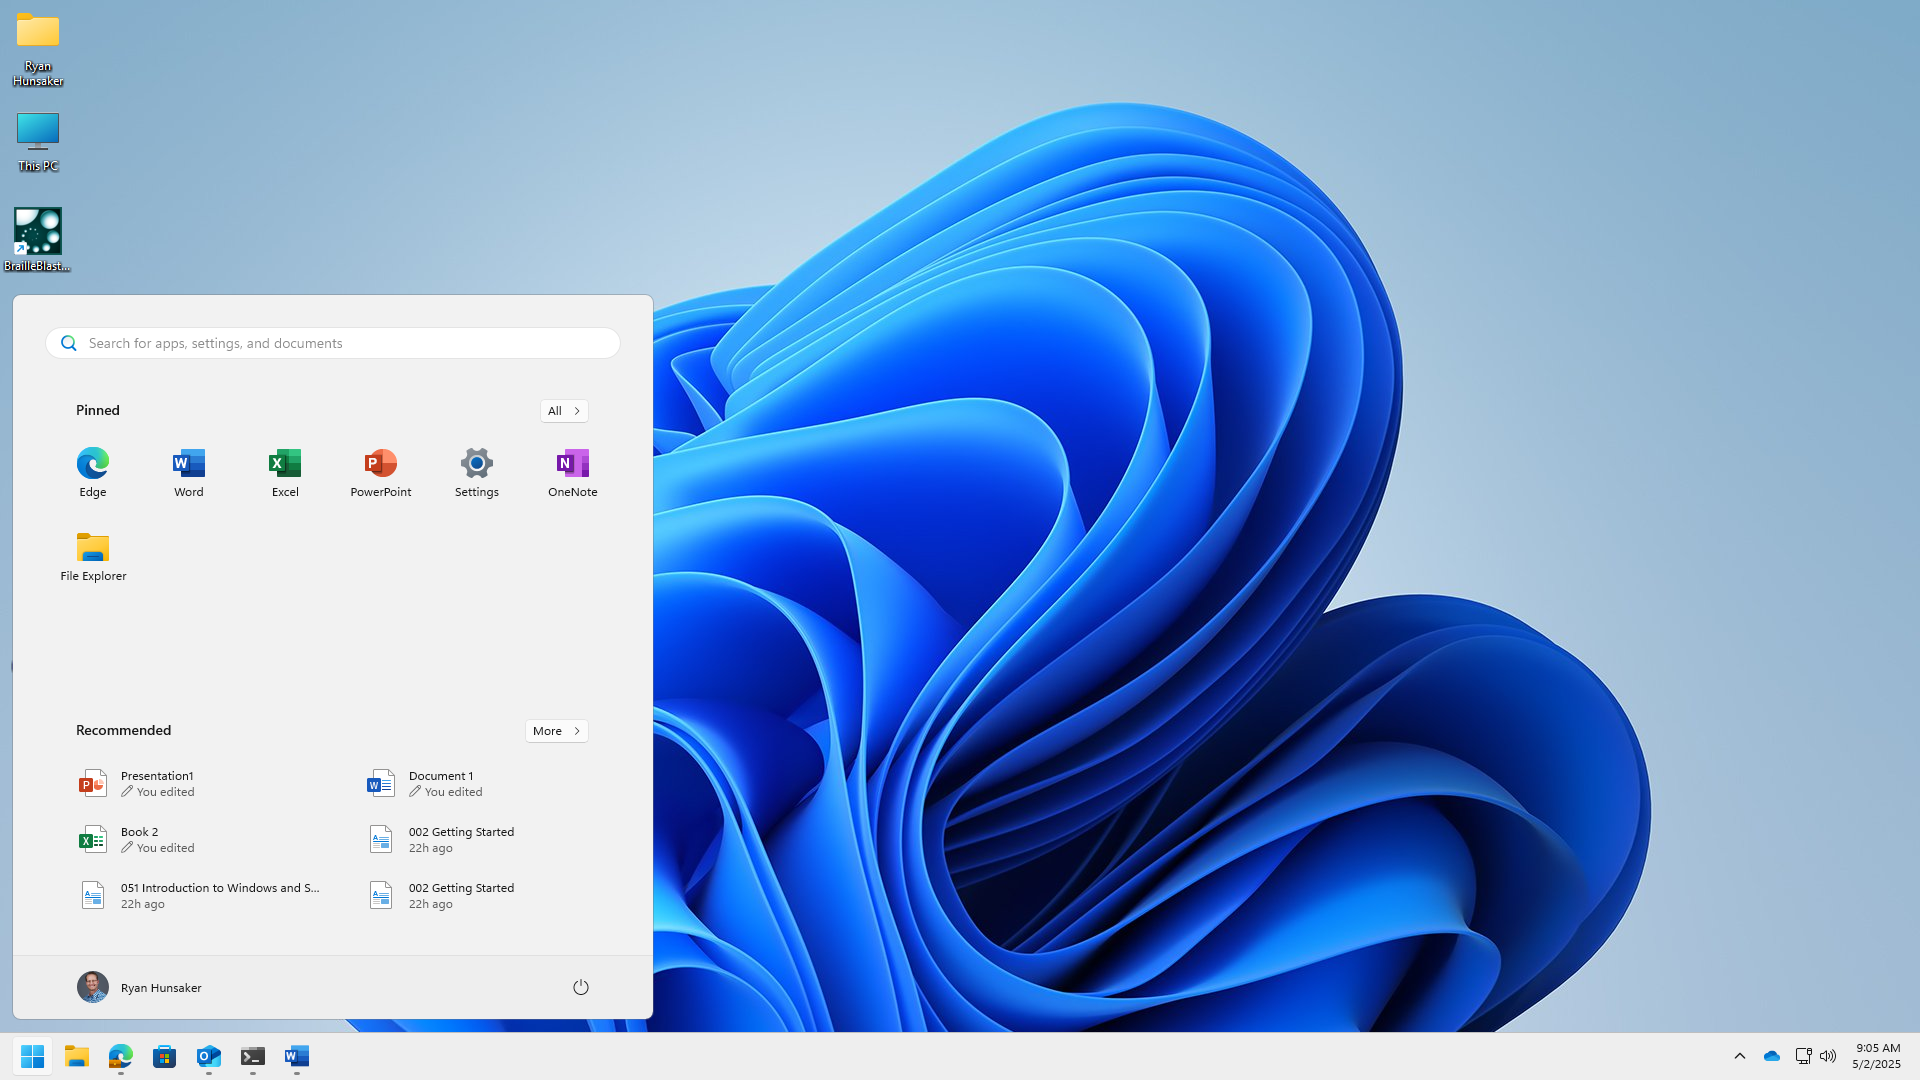 Ryan
Hunsaker
This PC
BrailleBlast...
Search for apps, settings, and documents
Pinned
All
Edge
Word
Excel
PowerPoint
Settings
OneNote
File Explorer
Recommended
More
Presentation1
You edited
Document 1
You edited
Book 2
You edited
002 Getting Started
22h ago
051 Introduction to Windows and S...
22h ago
002 Getting Started
22h ago
Ryan Hunsaker
9:05 AM
5/2/2025